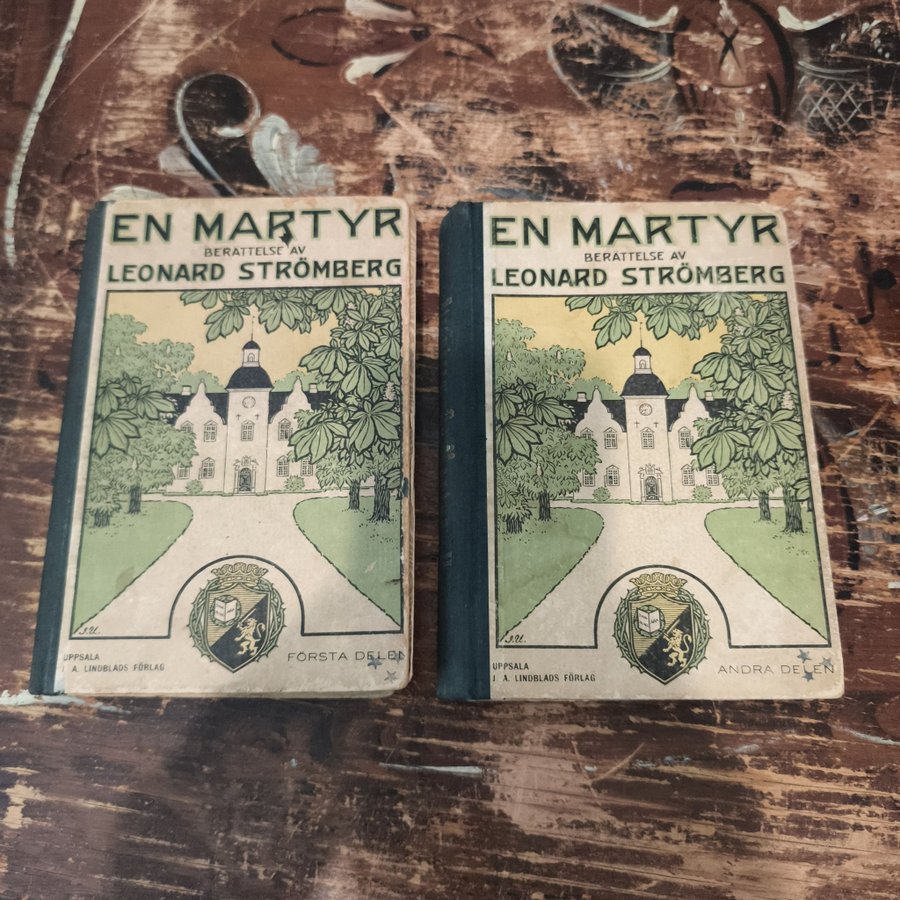 EN MARTYR
BERÄTTELSE AV
LEONARD STRÖMBERG
J.U.
UPPSALA
J. A. LINDBLADS FÖRLAG
FÖRSTA DELEN
EN MARTYR
BERÄTTELSE AV
LEONARD STRÖMBERG
J.U.
UPPSALA
J. A. LINDBLADS FÖRLAG
ANDRA DELEN